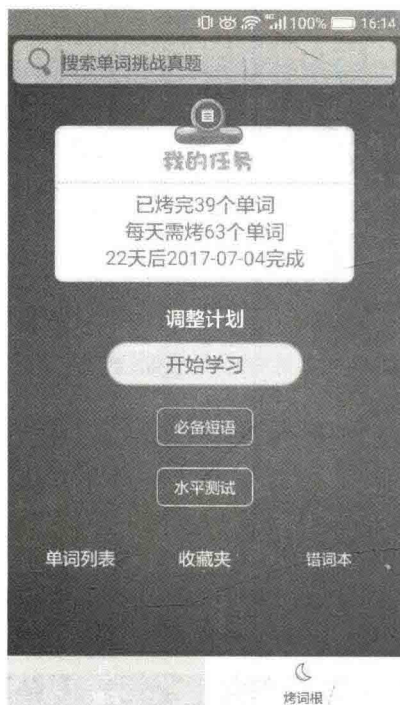 100% 16:14
搜索单词挑战真题
我的任务
已烤完39个单词
每天需烤63个单词
22天后2017-07-04完成
调整计划
开始学习
必备短语
水平测试
单词列表 收藏夹 错词本
烤词根